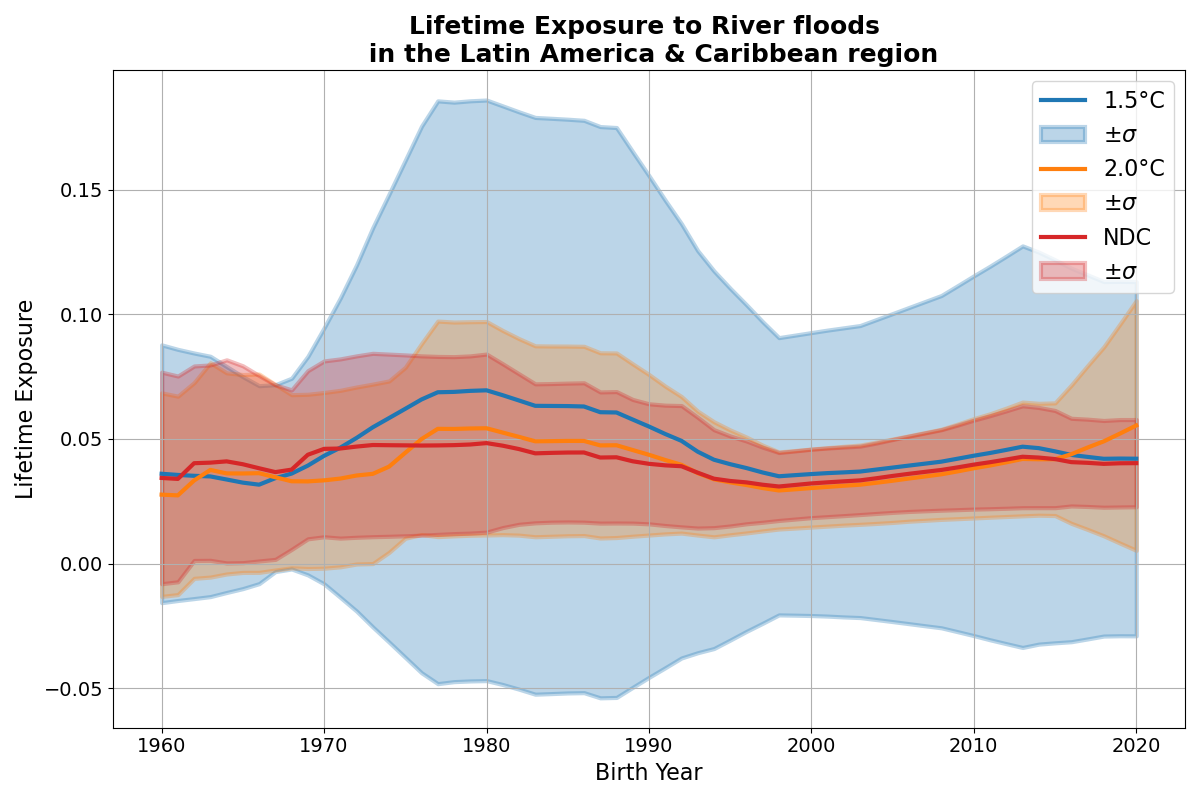 Lifetime Exposure to River floods
in the Latin America & Caribbean region
1.5°C
±σ
2.0°C
±σ
NDC
±σ
Lifetime Exposure
0.15
0.10
0.05
0.00
−0.05
1960
1970
1980
1990
2000
2010
2020
Birth Year